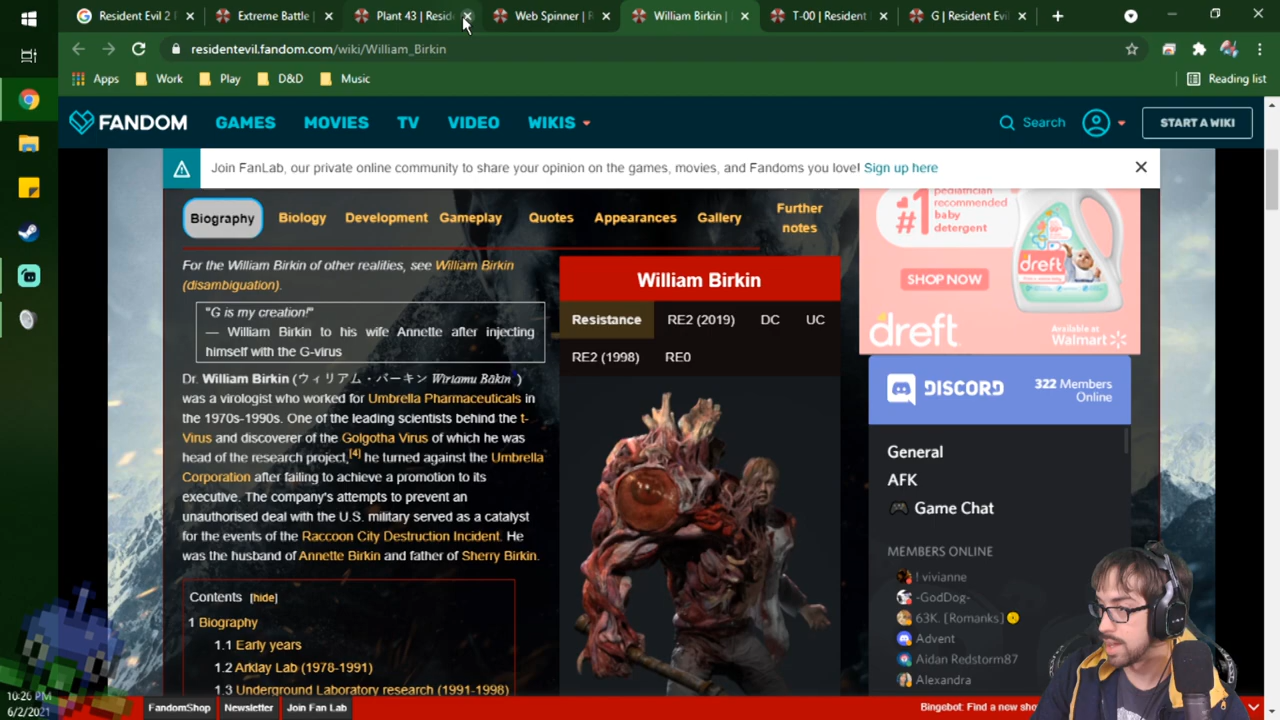 Resident Evil 2
Extreme Battle |
Plant 43 | Resid
Web Spinner | R
William Birkin |
T-00 | Resident
G | Resident Evil
residentevil.fandom.com/wiki/William_Birkin
Apps
Work
Play
D&D
Music
Reading list
FANDOM
GAMES
MOVIES
TV
VIDEO
WIKIS
Search
START A WIKI
Join FanLab, our private online community to share your opinion on the games, movies, and Fandoms you love! Sign up here
Biography
Biology
Development
Gameplay
Quotes
Appearances
Gallery
Further
notes
For the William Birkin of other realities, see William Birkin
(disambiguation).
"G is my creation!"
— William Birkin to his wife Annette after injecting
himself with the G-virus
Dr. William Birkin (ウィリアム・バーキン Wiriamu Bākin?)
was a virologist who worked for Umbrella Pharmaceuticals in
the 1970s-1990s. One of the leading scientists behind the t-
Virus and discoverer of the Golgotha Virus of which he was
head of the research project,[4] he turned against the Umbrella
Corporation after failing to achieve a promotion to its
executive. The company's attempts to prevent an
unauthorised deal with the U.S. military served as a catalyst
for the events of the Raccoon City Destruction Incident. He
was the husband of Annette Birkin and father of Sherry Birkin.
Contents [hide]
1 Biography
1.1 Early years
1.2 Arklay Lab (1978-1991)
1.3 Underground Laboratory research (1991-1998)
William Birkin
Resistance
RE2 (2019)
DC
UC
RE2 (1998)
RE0
#1
pediatrician
recommended
baby
detergent
SHOP NOW
dreft
dreft.
Available at
Walmart
DISCORD
322 Members
Online
General
AFK
Game Chat
MEMBERS ONLINE
! vivianne
-GodDog-
63K. [Romanks]
Advent
Aidan Redstorm87
Alexandra
10:26 PM
6/2/2021
FandomShop
Newsletter
Join Fan Lab
Bingebot: Find a new sho